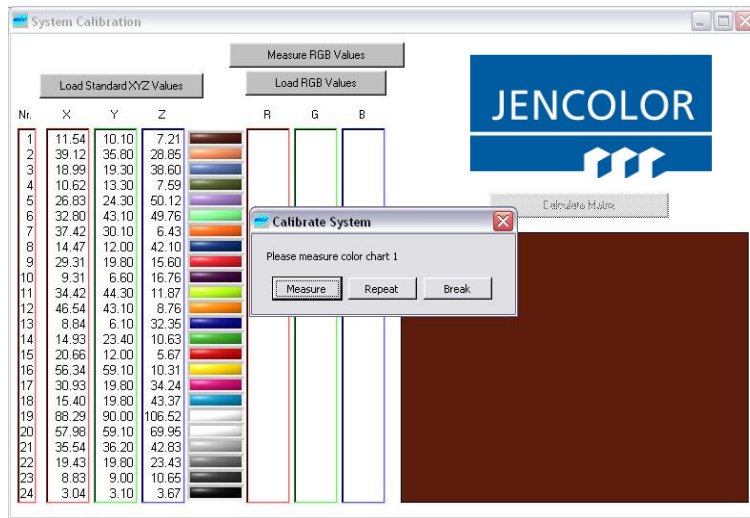 System Calibration
Measure RGB Values
Load Standard XYZ Values
Load RGB Values
JENCOLOR
Nr. X Y Z R G B
Calculate Matrix
1 11.54 10.10 7.21
2 39.12 35.80 28.85
3 18.99 19.30 38.60
4 10.62 13.30 7.59
5 26.83 24.30 50.12
6 32.80 43.10 49.76
7 37.42 30.10 6.43
8 14.47 12.00 42.10
9 29.31 19.80 15.60
10 9.31 6.60 16.76
11 34.42 44.30 11.87
12 46.54 43.10 8.76
13 8.84 6.10 32.35
14 14.93 23.40 10.63
15 20.66 12.00 5.67
16 56.34 59.10 10.31
17 30.93 19.80 34.24
18 15.40 19.80 43.37
19 88.29 90.00 106.52
20 57.98 59.10 69.95
21 35.54 36.20 42.83
22 19.43 19.80 23.43
23 8.83 9.00 10.65
24 3.04 3.10 3.67
Calibrate System
Please measure color chart 1
Measure Repeat Break